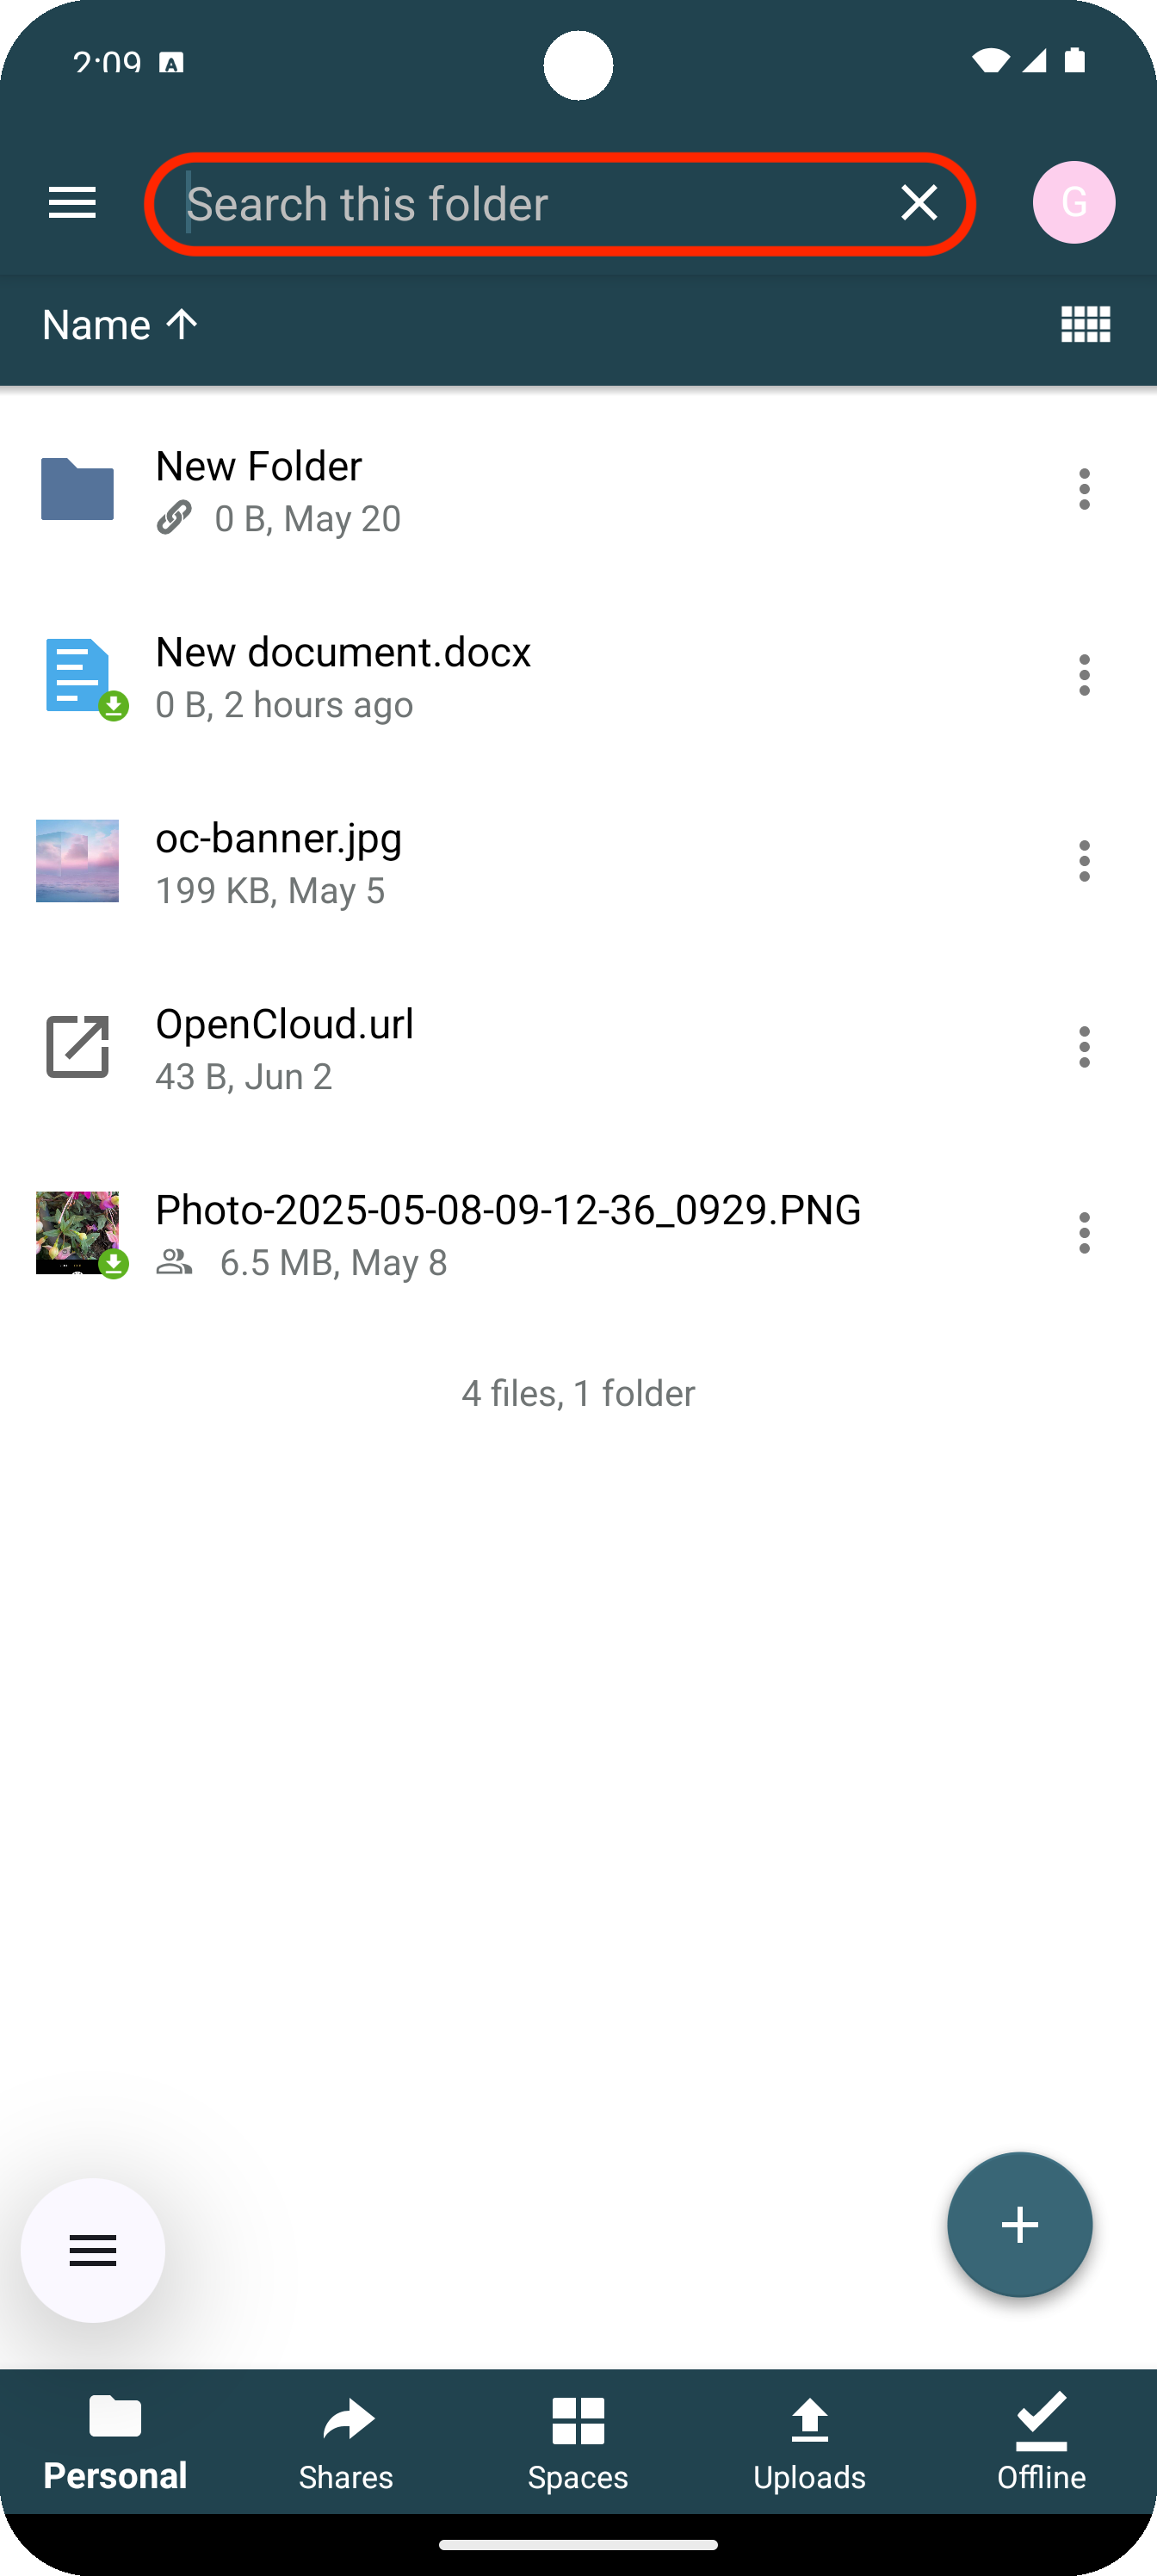 2:09 A
Search this folder
G
Name
New Folder
0 B, May 20
New document.docx
0 B, 2 hours ago
oc-banner.jpg
199 KB, May 5
OpenCloud.url
43 B, Jun 2
Photo-2025-05-08-09-12-36_0929.PNG
6.5 MB, May 8
4 files, 1 folder
Personal
Shares
Spaces
Uploads
Offline